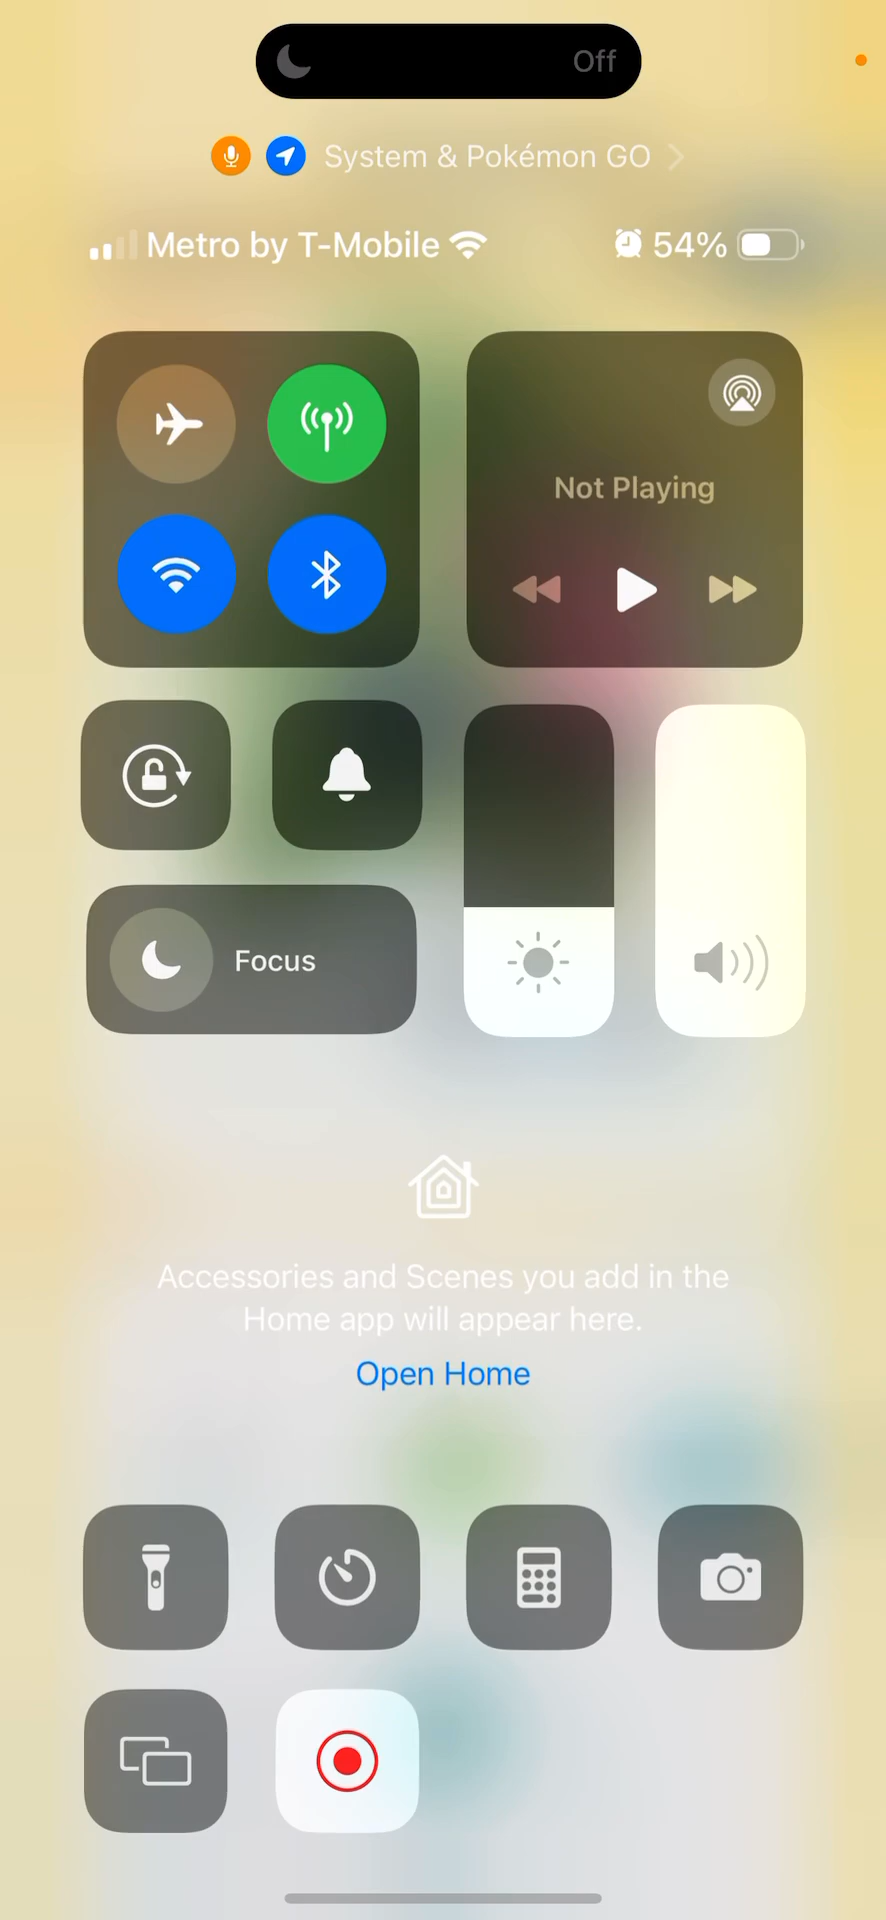 Off
System & Pokémon GO
Metro by T-Mobile 54%
Not Playing
Focus
Accessories and Scenes you add in the
Home app will appear here.
Open Home